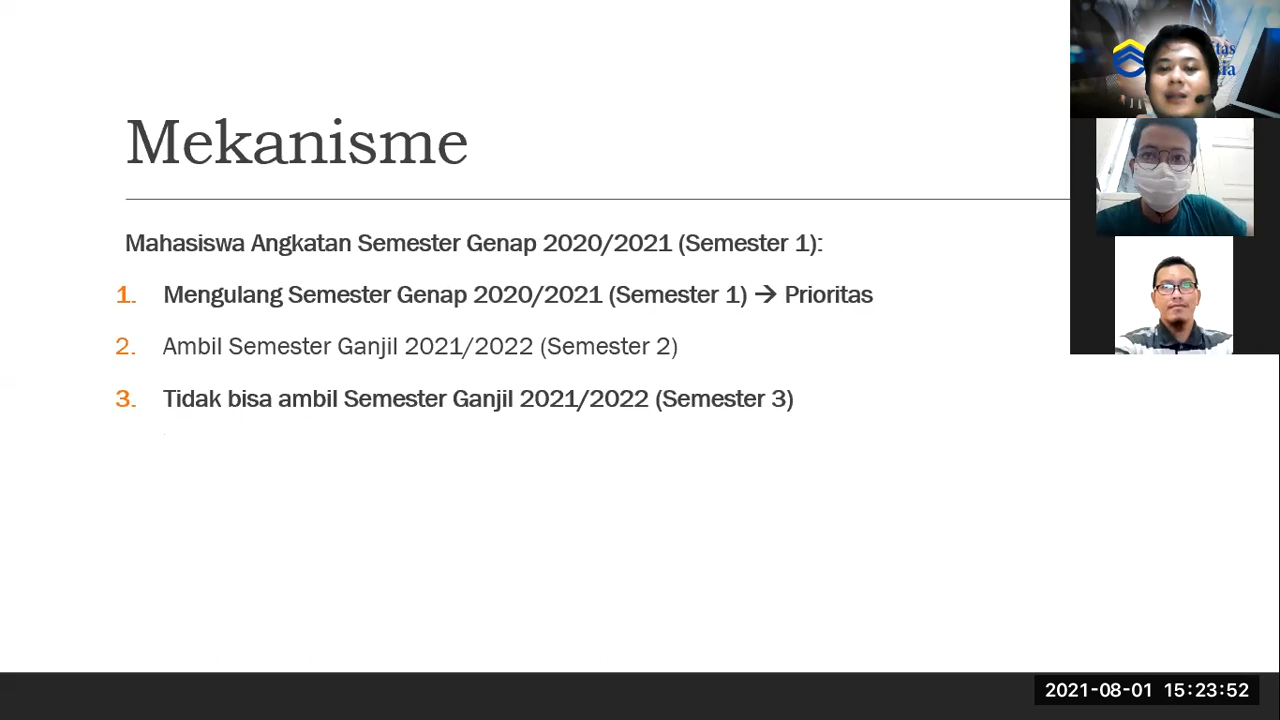 Mekanisme
Mahasiswa Angkatan Semester Genap 2020/2021 (Semester 1):
1. Mengulang Semester Genap 2020/2021 (Semester 1) → Prioritas
2. Ambil Semester Ganjil 2021/2022 (Semester 2)
3. Tidak bisa ambil Semester Ganjil 2021/2022 (Semester 3)
2021-08-01 15:23:52